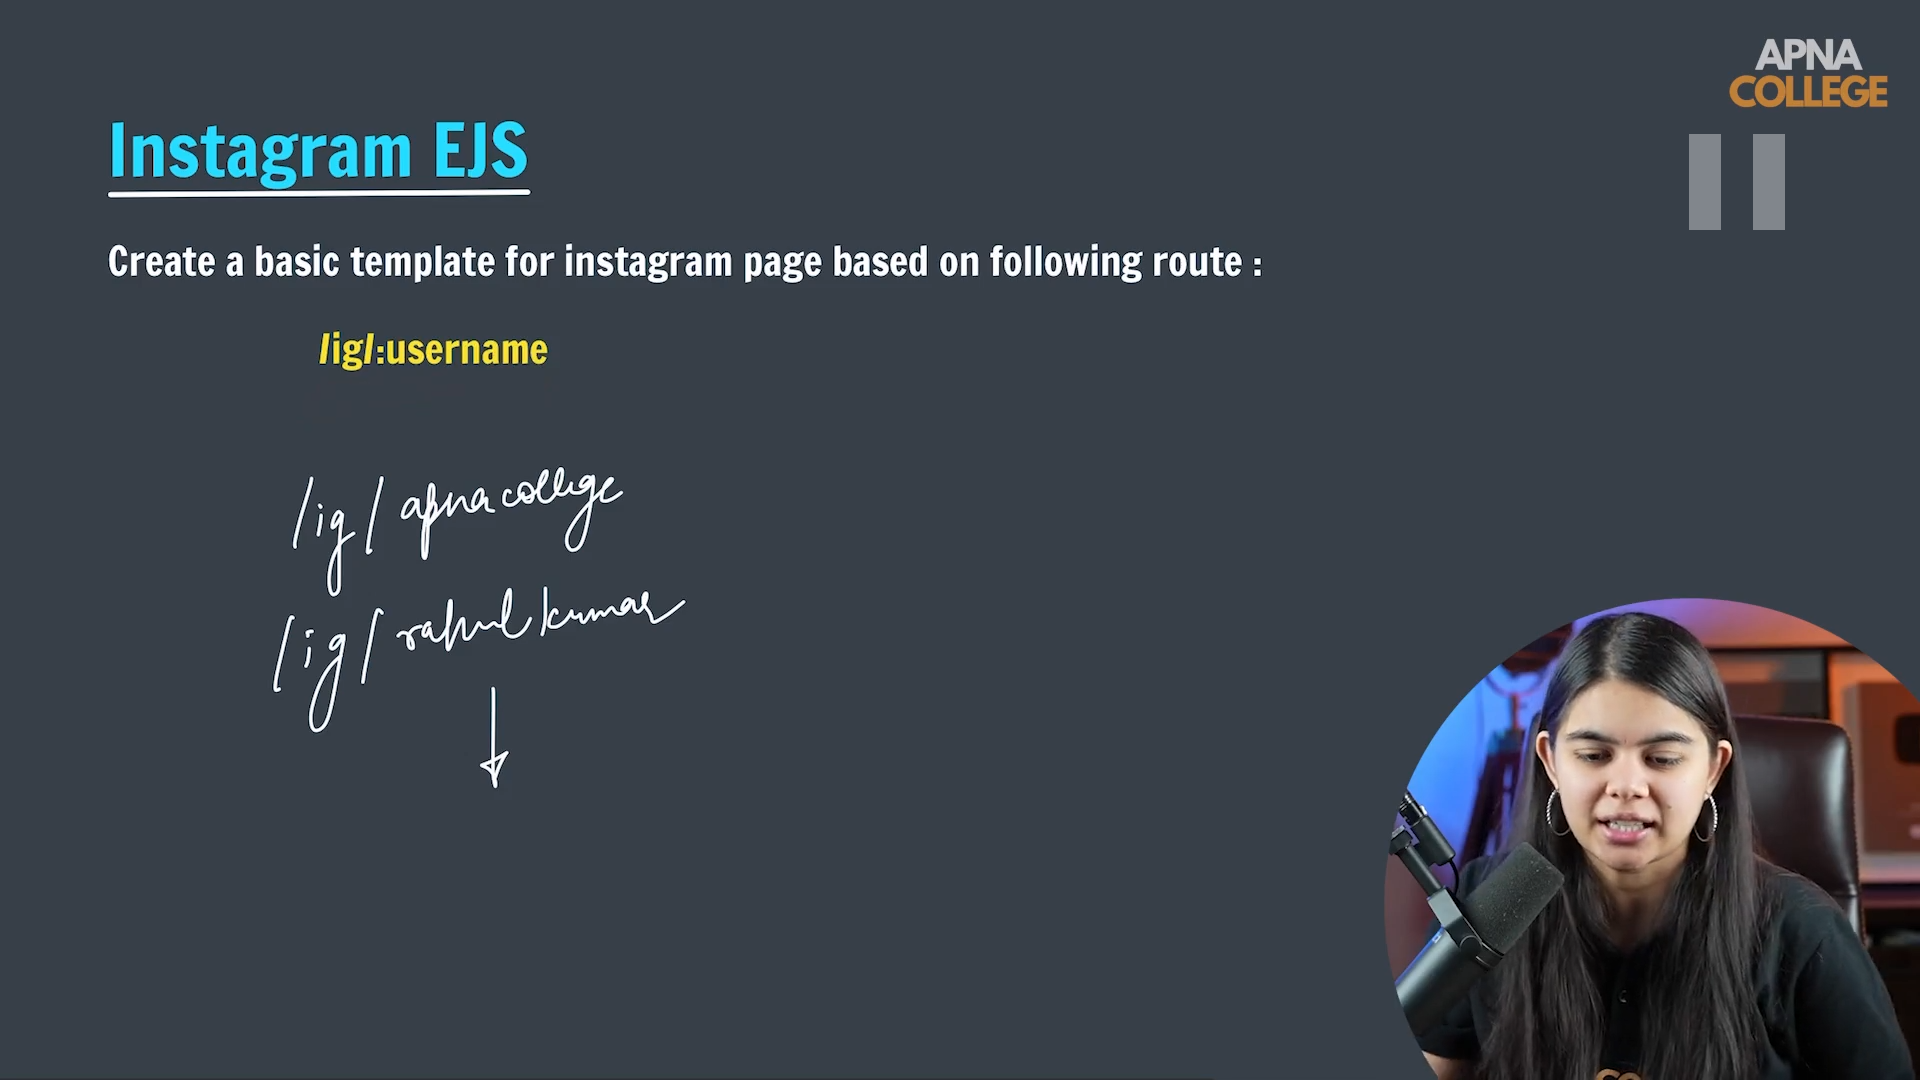 APNA
COLLEGE
Instagram EJS
Create a basic template for instagram page based on following route :
/ig/:username
/ig/apnacollege
/ig/rahulkumar